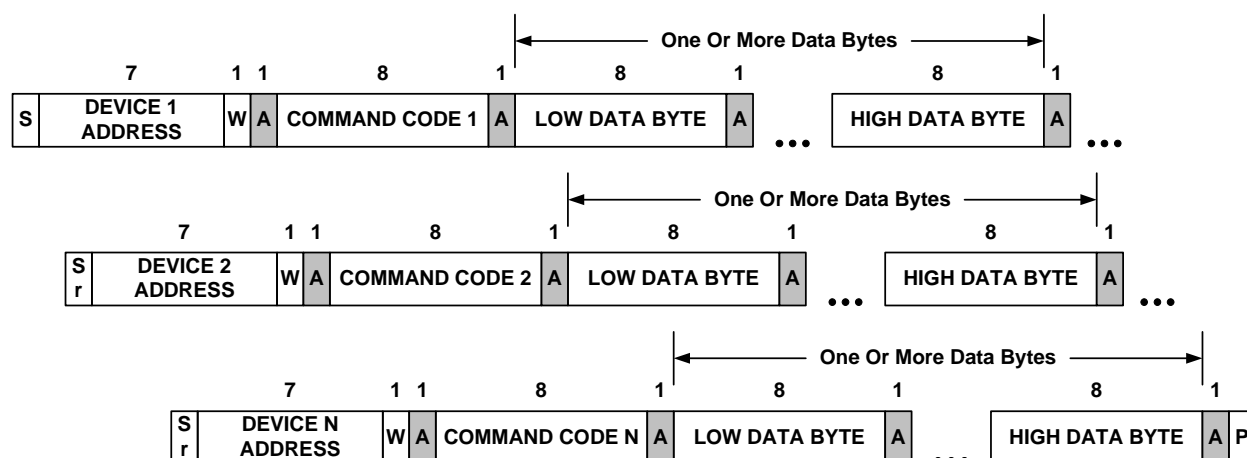 One Or More Data Bytes
7 1 1 8 1 8 1 8 1
S DEVICE 1 ADDRESS W A COMMAND CODE 1 A LOW DATA BYTE A ... HIGH DATA BYTE A ...
One Or More Data Bytes
7 1 1 8 1 8 1 8 1
Sr DEVICE 2 ADDRESS W A COMMAND CODE 2 A LOW DATA BYTE A ... HIGH DATA BYTE A ...
One Or More Data Bytes
7 1 1 8 1 8 1 8 1
Sr DEVICE N ADDRESS W A COMMAND CODE N A LOW DATA BYTE A ... HIGH DATA BYTE A P